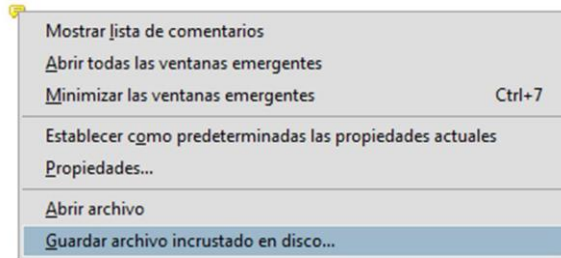 Mostrar lista de comentarios
Abrir todas las ventanas emergentes
Minimizar las ventanas emergentes Ctrl+7
Establecer como predeterminadas las propiedades actuales
Propiedades...
Abrir archivo
Guardar archivo incrustado en disco...